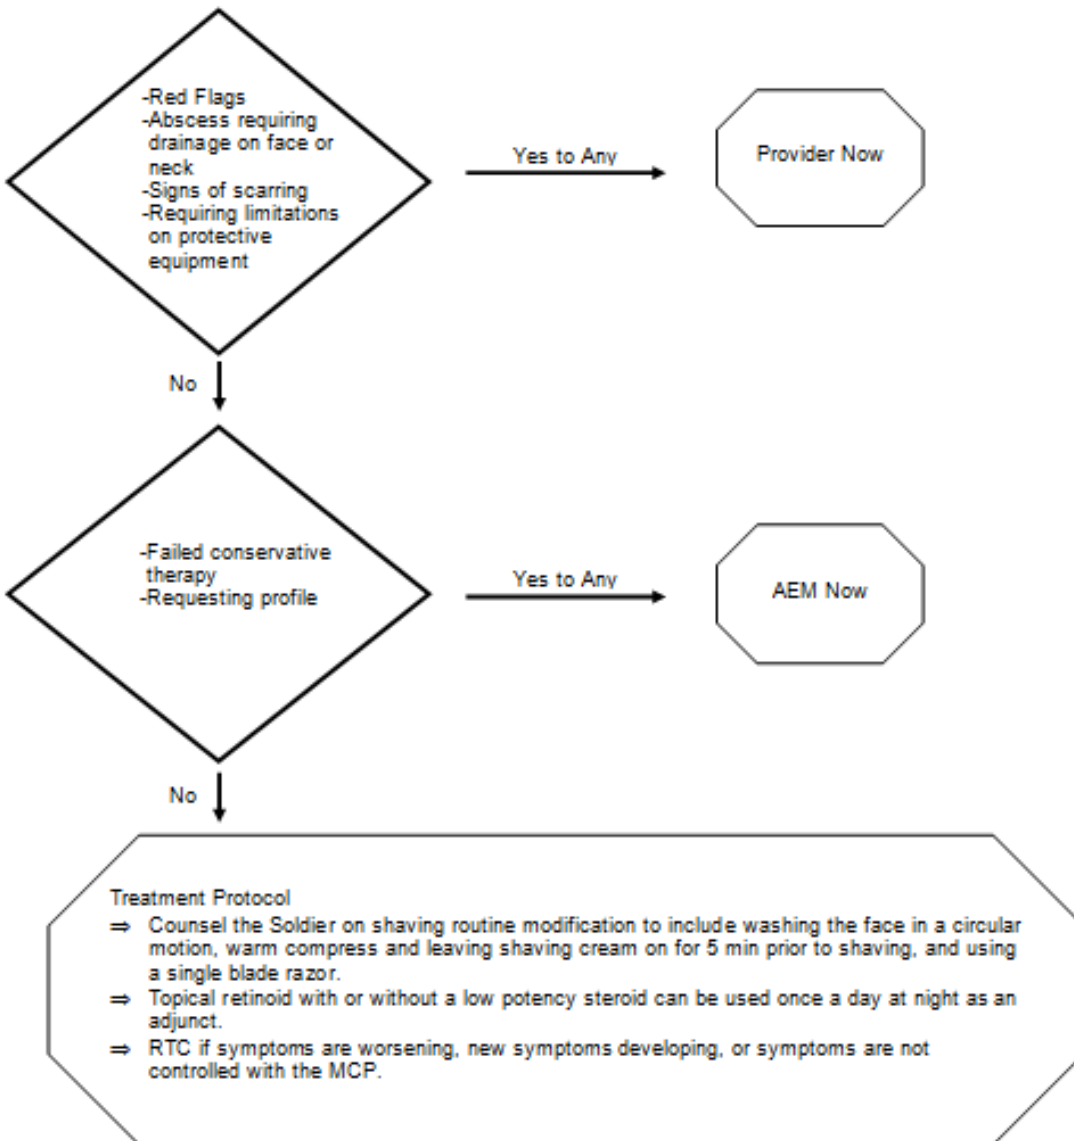 -Red Flags
-Abscess requiring
drainage on face or
neck
-Signs of scarring
-Requiring limitations
on protective
equipment
Yes to Any
Provider Now
No
-Failed conservative
therapy
-Requesting profile
Yes to Any
AEM Now
No
Treatment Protocol
⇒ Counsel the Soldier on shaving routine modification to include washing the face in a circular
motion, warm compress and leaving shaving cream on for 5 min prior to shaving, and using
a single blade razor.
⇒ Topical retinoid with or without a low potency steroid can be used once a day at night as an
adjunct.
⇒ RTC if symptoms are worsening, new symptoms developing, or symptoms are not
controlled with the MCP.